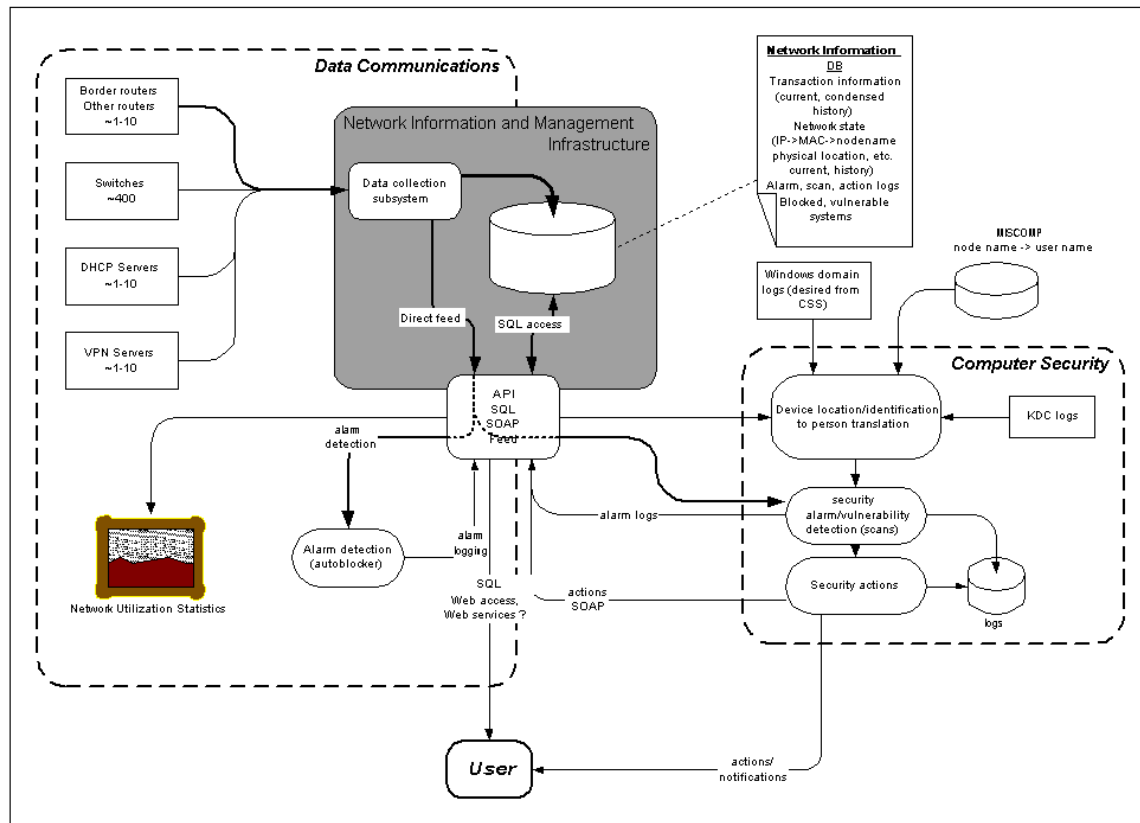 Data Communications
Border routers
Other routers
~1-10
Switches
~400
DHCP Servers
~1-10
VPN Servers
~1-10
Network Information and Management
Infrastructure
Data collection
subsystem
Direct feed
SQL access
Network Information
DB
Transaction information
(current, condensed
history)
Network state
(IP->MAC->nodename
physical location, etc.
current, history)
Alarm, scan, action logs
Blocked, vulnerable
systems
MISCOMP
node name -> user name
Windows domain
logs (desired from
CSS)
Computer Security
Device location/identification
to person translation
KDC logs
API
SQL
SOAP
Feed
alarm
detection
security
alarm/vulnerability
detection (scans)
alarm logs
Alarm detection
(autoblocker)
alarm
logging
Network Utilization Statistics
SQL
Web access,
Web services ?
actions
SOAP
Security actions
logs
User
actions/
notifications